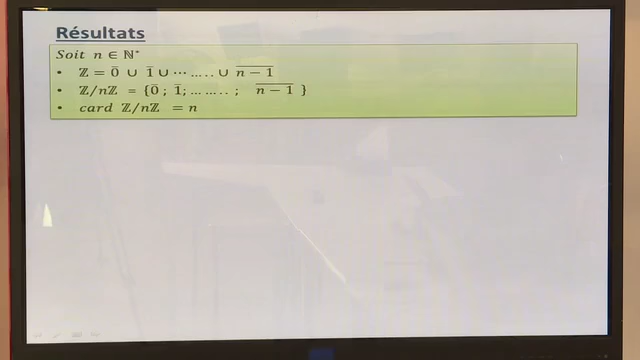 Résultats
Soit n ∈ ℕ*
• ℤ = 0̄ ∪ 1̄ ∪ ⋯ ….. ∪ n̅ ̅−̅ ̅1̅
• ℤ/nℤ = {0̄ ; 1̄; …….. ; n̅ ̅−̅ ̅1̅ }
• card ℤ/nℤ = n